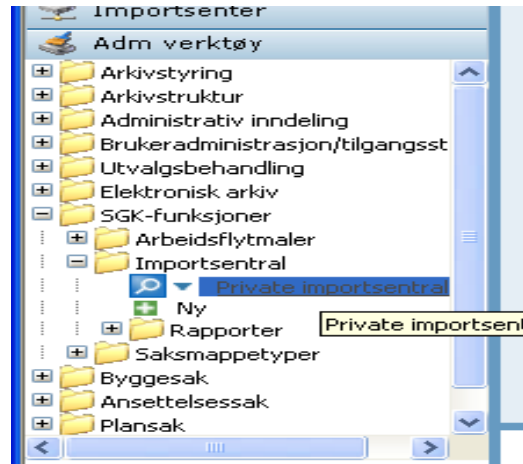 Importsenter
Adm verktøy
Arkivstyring
Arkivstruktur
Administrativ inndeling
Brukeradministrasjon/tilgangsst
Utvalgsbehandling
Elektronisk arkiv
SGK-funksjoner
Arbeidsflytmaler
Importsentral
Private importsentral
Ny
Rapporter
Private importsent
Saksmappetyper
Byggesak
Ansettelsessak
Plansak